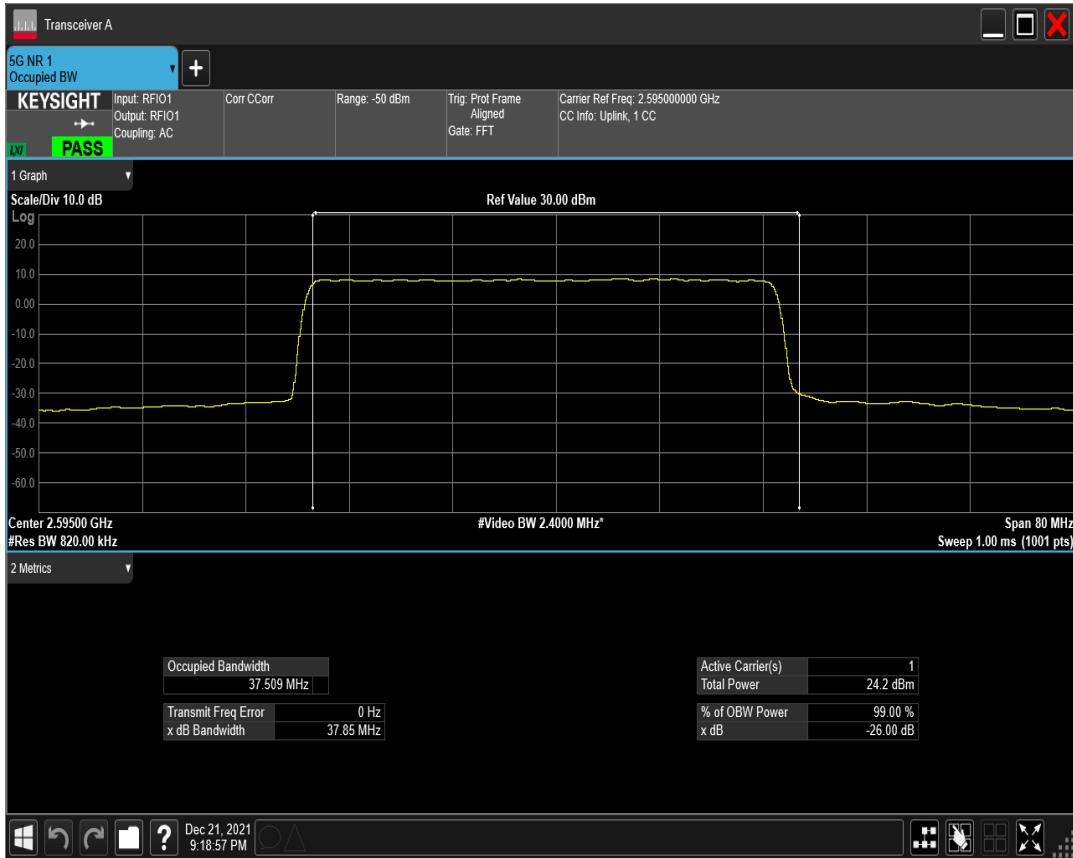 Transceiver A
5G NR 1
Occupied BW
+
KEYSIGHT
LXI
PASS
Input: RFIO1
Output: RFIO1
Coupling: AC
Corr CCorr
Range: -50 dBm
Trig: Prot Frame
Aligned
Gate: FFT
Carrier Ref Freq: 2.595000000 GHz
CC Info: Uplink, 1 CC
1 Graph
Scale/Div 10.0 dB
Ref Value 30.00 dBm
Log
20.0
10.0
0.00
-10.0
-20.0
-30.0
-40.0
-50.0
-60.0
Center 2.59500 GHz
#Video BW 2.4000 MHz*
Span 80 MHz
#Res BW 820.00 kHz
Sweep 1.00 ms (1001 pts)
2 Metrics
Occupied Bandwidth
37.509 MHz
Transmit Freq Error 0 Hz
x dB Bandwidth 37.85 MHz
Active Carrier(s) 1
Total Power 24.2 dBm
% of OBW Power 99.00 %
x dB -26.00 dB
?
Dec 21, 2021
9:18:57 PM